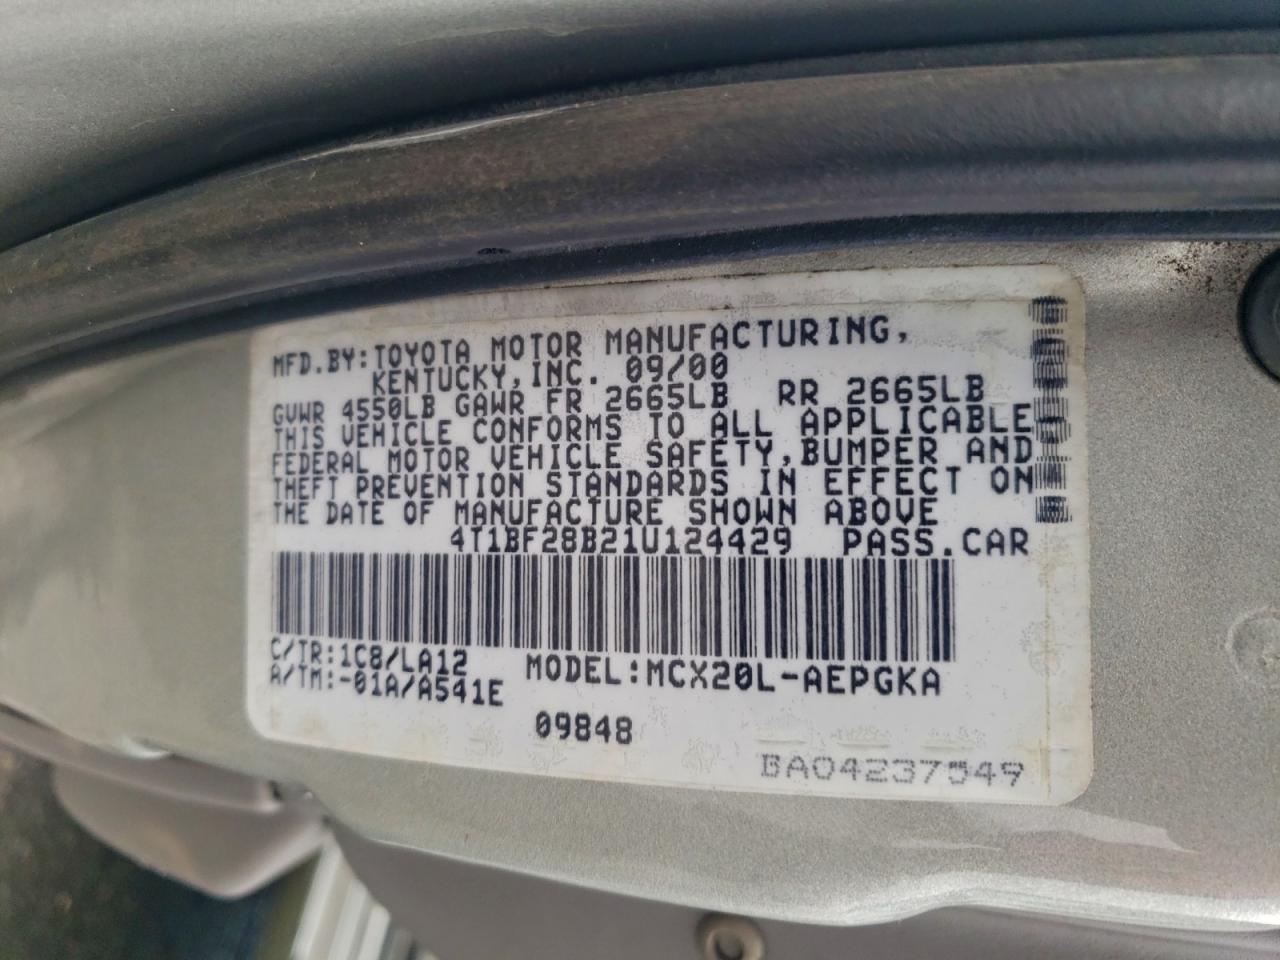 MFD.BY:TOYOTA MOTOR MANUFACTURING,
KENTUCKY,INC. 09/00
GVWR 4550LB GAWR FR 2665LB RR 2665LB
THIS VEHICLE CONFORMS TO ALL APPLICABLE
FEDERAL MOTOR VEHICLE SAFETY,BUMPER AND
THEFT PREVENTION STANDARDS IN EFFECT ON
THE DATE OF MANUFACTURE SHOWN ABOVE
4T1BF28B21U124429 PASS.CAR
C/TR:1C8/LA12
A/TM:-01A/A541E
MODEL:MCX20L-AEPGKA
09848
BA04237549